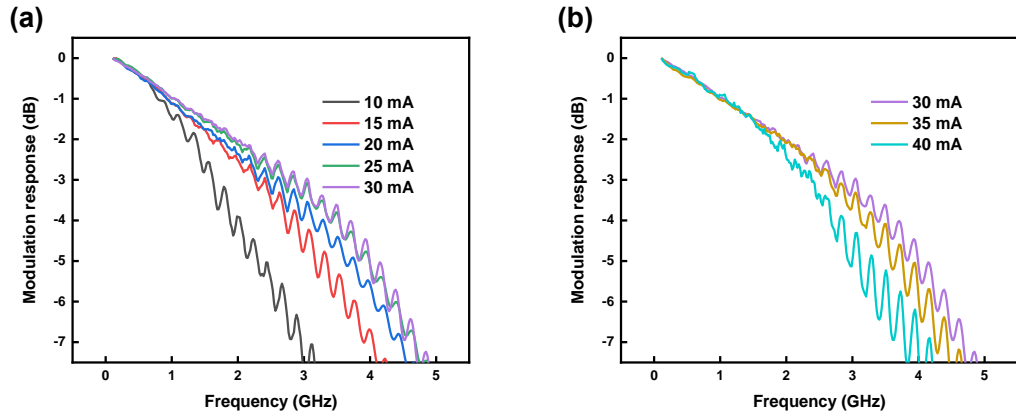 (a)
0
-1
-2
-3
-4
-5
-6
-7
Modulation response (dB)
10 mA
15 mA
20 mA
25 mA
30 mA
0 1 2 3 4 5
Frequency (GHz)
(b)
0
-1
-2
-3
-4
-5
-6
-7
Modulation response (dB)
30 mA
35 mA
40 mA
0 1 2 3 4 5
Frequency (GHz)